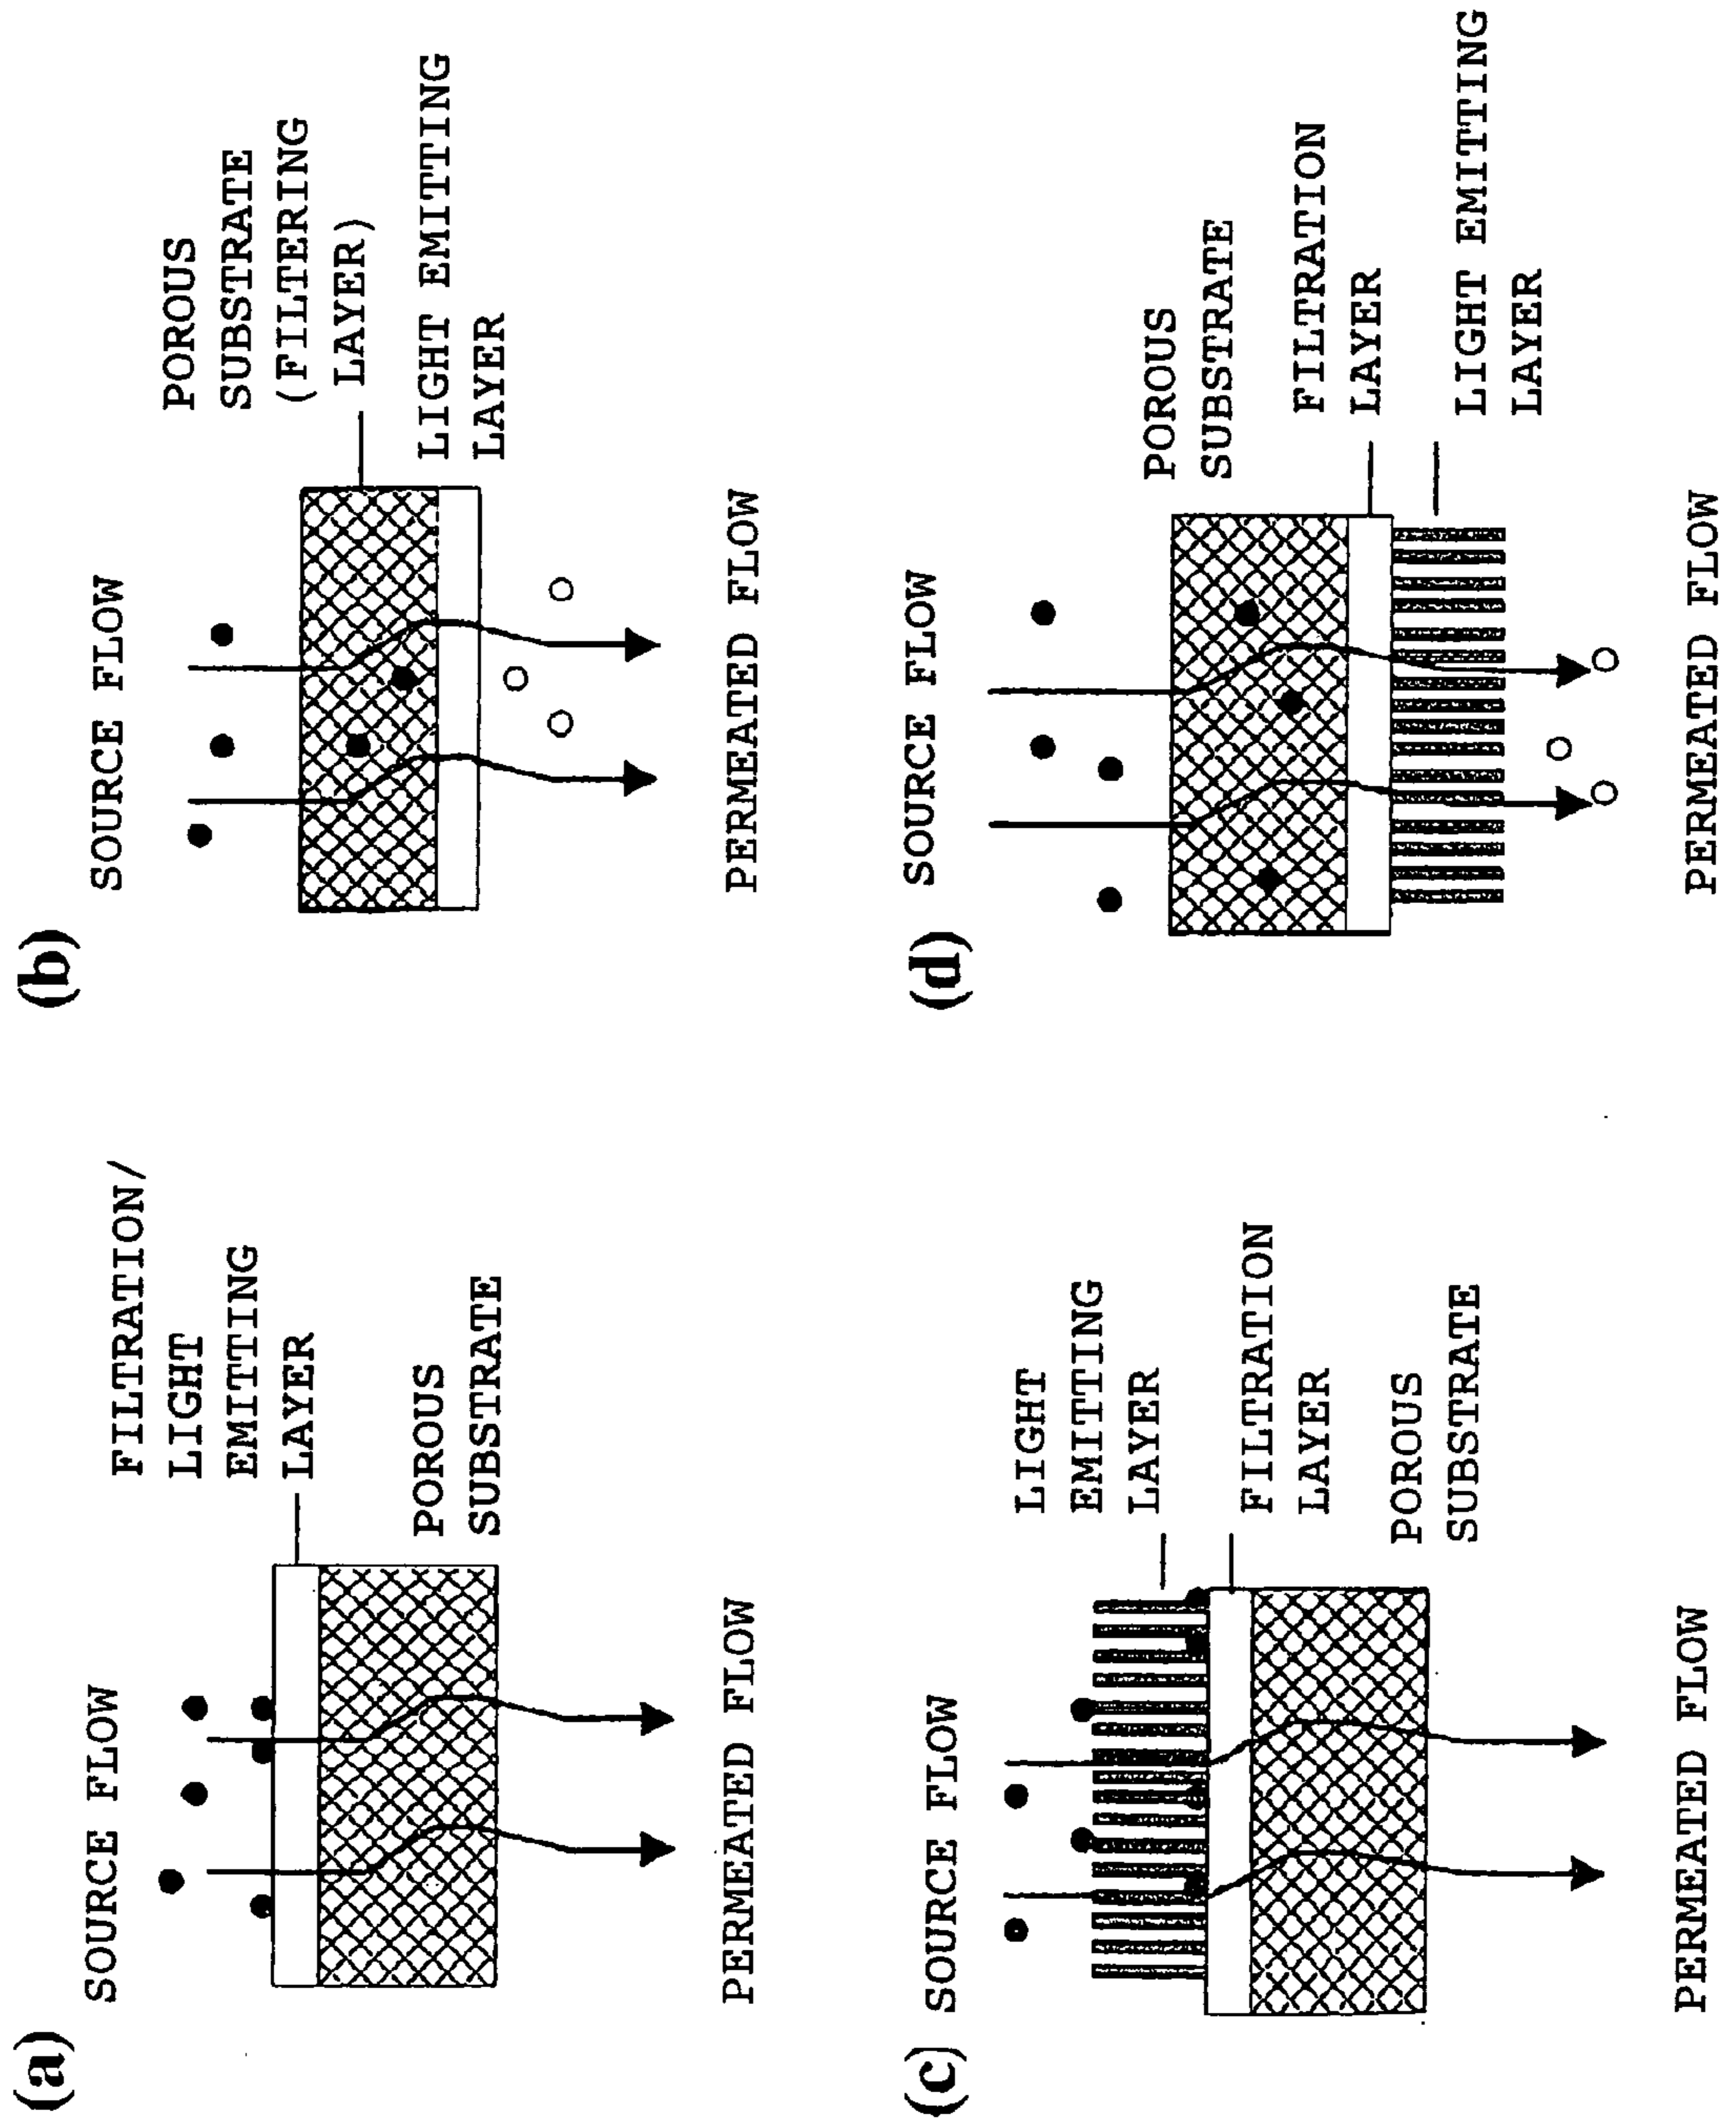 (a)
SOURCE FLOW
FILTRATION/
LIGHT
EMITTING
LAYER
POROUS
SUBSTRATE
PERMEATED FLOW
(b)
SOURCE FLOW
POROUS
SUBSTRATE
(FILTERING
LAYER)
LIGHT EMITTING
LAYER
PERMEATED FLOW
(c)
SOURCE FLOW
LIGHT
EMITTING
LAYER
FILTRATION
LAYER
POROUS
SUBSTRATE
PERMEATED FLOW
(d)
SOURCE FLOW
POROUS
SUBSTRATE
FILTRATION
LAYER
LIGHT EMITTING
LAYER
PERMEATED FLOW